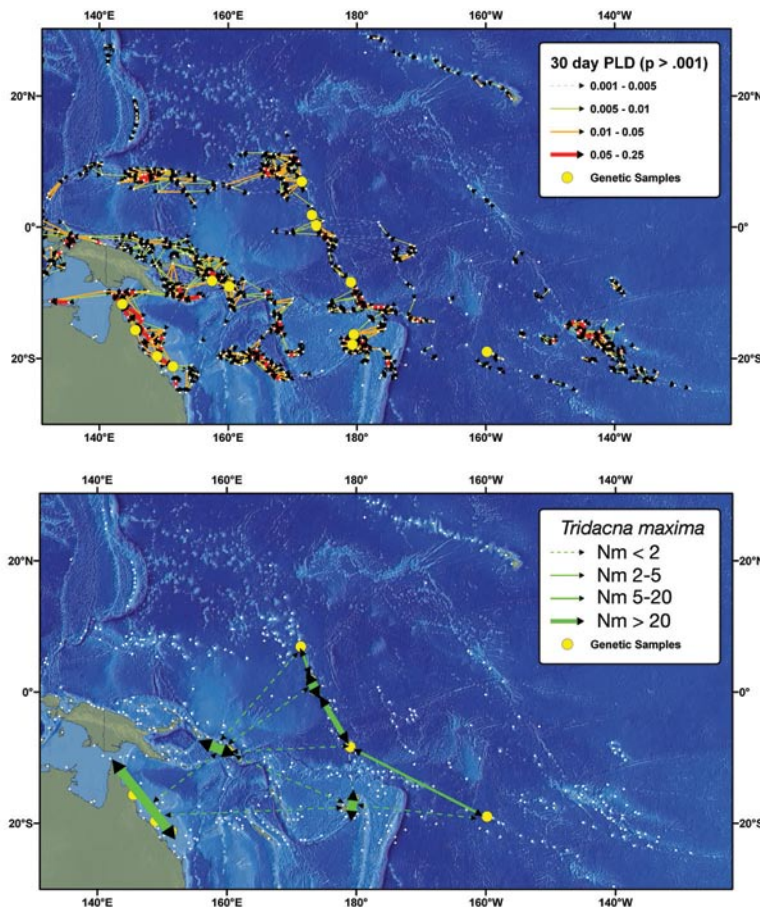 140°E 160°E 180° 160°W 140°W
30 day PLD (p > .001)
0.001 - 0.005
0.005 - 0.01
0.01 - 0.05
0.05 - 0.25
Genetic Samples
20°N 20°N
0° 0°
20°S 20°S
140°E 160°E 180° 160°W 140°W
140°E 160°E 180° 160°W 140°W
Tridacna maxima
Nm < 2
Nm 2-5
Nm 5-20
Nm > 20
Genetic Samples
20°N 20°N
0° 0°
20°S 20°S
140°E 160°E 180° 160°W 140°W